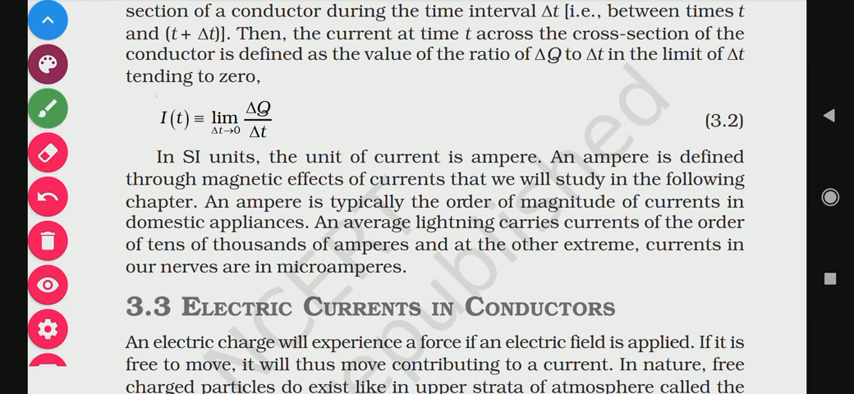 section of a conductor during the time interval Δt [i.e., between times t
and (t + Δt)]. Then, the current at time t across the cross-section of the
conductor is defined as the value of the ratio of ΔQ to Δt in the limit of Δt
tending to zero,
I(t) ≡ lim Δt→0 ΔQ/Δt (3.2)
In SI units, the unit of current is ampere. An ampere is defined
through magnetic effects of currents that we will study in the following
chapter. An ampere is typically the order of magnitude of currents in
domestic appliances. An average lightning carries currents of the order
of tens of thousands of amperes and at the other extreme, currents in
our nerves are in microamperes.
3.3 ELECTRIC CURRENTS IN CONDUCTORS
An electric charge will experience a force if an electric field is applied. If it is
free to move, it will thus move contributing to a current. In nature, free
charged particles do exist like in upper strata of atmosphere called the
NCERT
republished